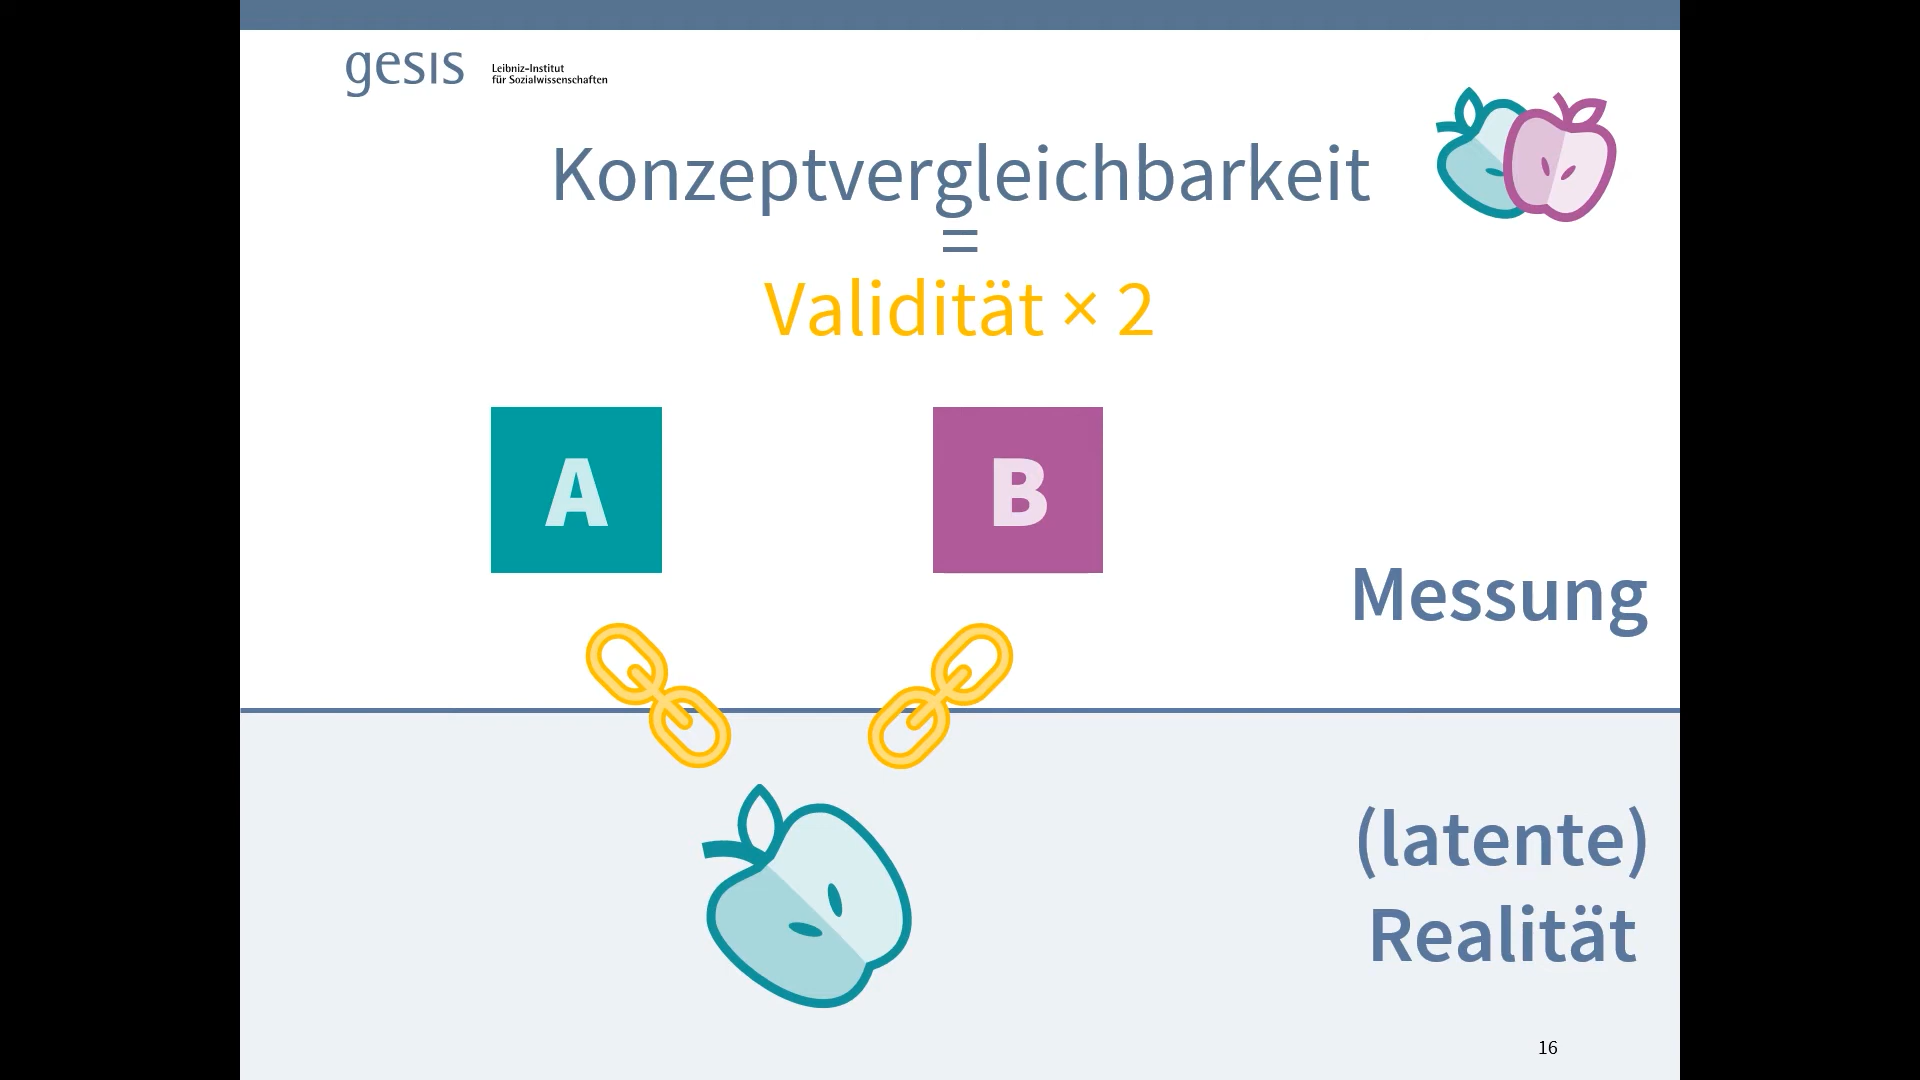 gesis
Leibniz-Institut
für Sozialwissenschaften
Konzeptvergleichbarkeit
=
Validität × 2
A
B
Messung
(latente)
Realität
16